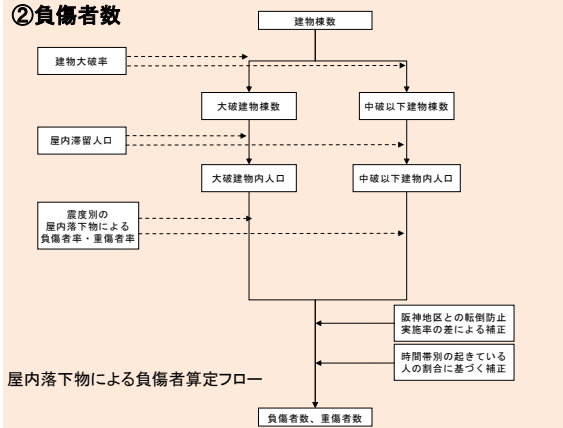 ②負傷者数
建物棟数
建物大破率
大破建物棟数
中破以下建物棟数
屋内滞留人口
大破建物内人口
中破以下建物内人口
震度別の
屋内落下物による
負傷者率・重傷者率
阪神地区との転倒防止
実施率の差による補正
時間帯別の起きている
人の割合に基づく補正
屋内落下物による負傷者算定フロー
負傷者数、重傷者数